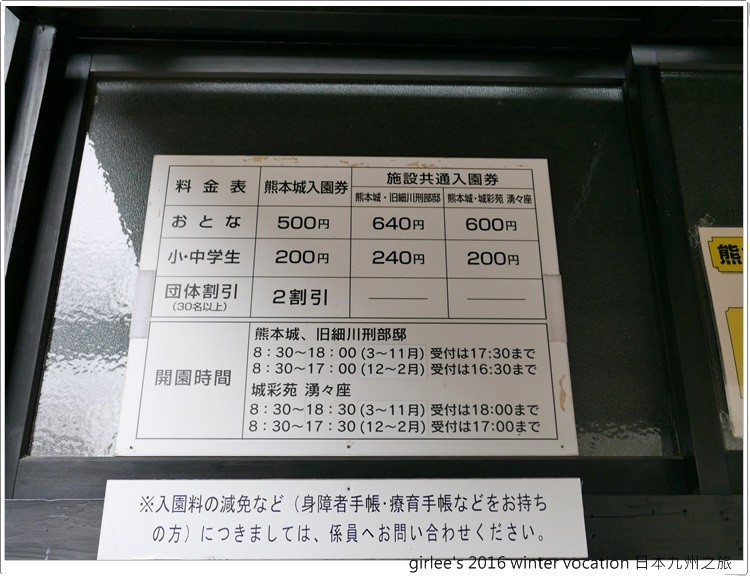 料金表 熊本城入園券 施設共通入園券
熊本城・旧細川刑部邸 熊本城・城彩苑 湧々座
おとな 500円 640円 600円
小・中学生 200円 240円 200円
団体割引 2割引
(30名以上)
開園時間
熊本城、旧細川刑部邸
8：30～18：00 (3～11月) 受付は17:30まで
8：30～17：00 (12～2月) 受付は16:30まで
城彩苑 湧々座
8：30～18：30 (3～11月) 受付は18:00まで
8：30～17：30 (12～2月) 受付は17:00まで
※入園料の減免など（身障者手帳・療育手帳などをお持ち
の方）につきましては、係員へお問い合わせください。
熊
girlee's 2016 winter vocation 日本九州之旅